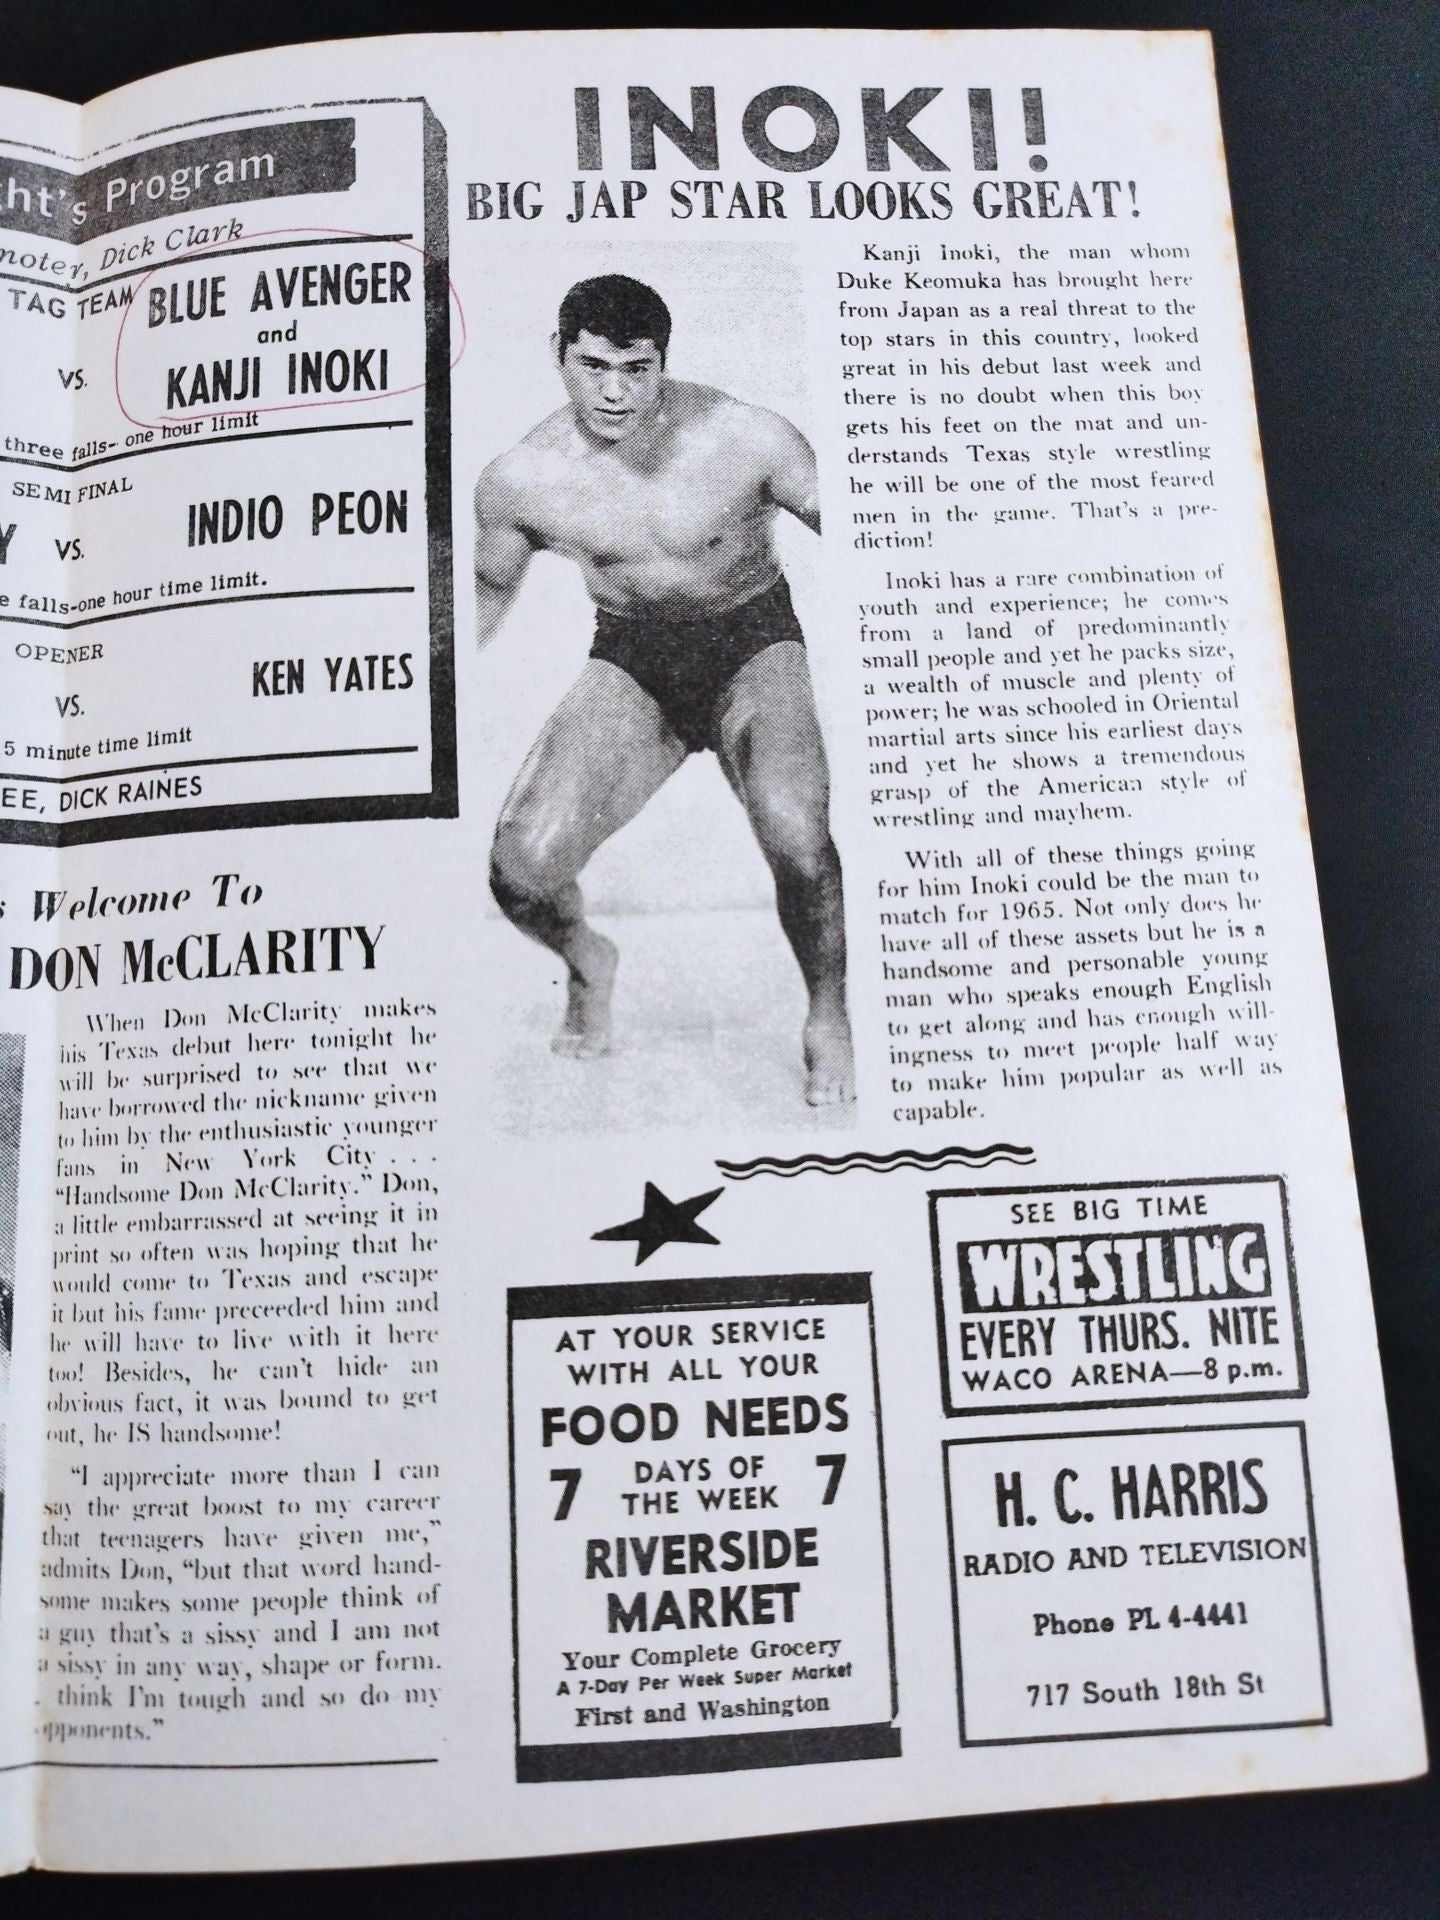 ht's Program
moter, Dick Clark
TAG TEAM
BLUE AVENGER
and
VS.
KANJI INOKI
three falls- one hour limit
SEMI FINAL
Y VS. INDIO PEON
e falls-one hour time limit.
OPENER
VS. KEN YATES
5 minute time limit
EE, DICK RAINES
s Welcome To
DON McCLARITY
When Don McClarity makes
his Texas debut here tonight he
will be surprised to see that we
have borrowed the nickname given
to him by the enthusiastic younger
fans in New York City . . .
“Handsome Don McClarity.” Don,
a little embarrassed at seeing it in
print so often was hoping that he
would come to Texas and escape
it but his fame preceeded him and
he will have to live with it here
too! Besides, he can't hide an
obvious fact, it was bound to get
out, he IS handsome!
“I appreciate more than I can
say the great boost to my career
that teenagers have given me,”
admits Don, “but that word hand-
some makes some people think of
a guy that's a sissy and I am not
a sissy in any way, shape or form.
think I'm tough and so do my
opponents.”
INOKI!
BIG JAP STAR LOOKS GREAT!
Kanji Inoki, the man whom
Duke Keomuka has brought here
from Japan as a real threat to the
top stars in this country, looked
great in his debut last week and
there is no doubt when this boy
gets his feet on the mat and un-
derstands Texas style wrestling
he will be one of the most feared
men in the game. That's a pre-
diction!
Inoki has a rare combination of
youth and experience; he comes
from a land of predominantly
small people and yet he packs size,
a wealth of muscle and plenty of
power; he was schooled in Oriental
martial arts since his earliest days
and yet he shows a tremendous
grasp of the American style of
wrestling and mayhem.
With all of these things going
for him Inoki could be the man to
match for 1965. Not only does he
have all of these assets but he is a
handsome and personable young
man who speaks enough English
to get along and has enough will-
ingness to meet people half way
to make him popular as well as
capable.
AT YOUR SERVICE
WITH ALL YOUR
FOOD NEEDS
7 DAYS OF THE WEEK 7
RIVERSIDE
MARKET
Your Complete Grocery
A 7-Day Per Week Super Market
First and Washington
SEE BIG TIME
WRESTLING
EVERY THURS. NITE
WACO ARENA—8 p.m.
H. C. HARRIS
RADIO AND TELEVISION
Phone PL 4-4441
717 South 18th St